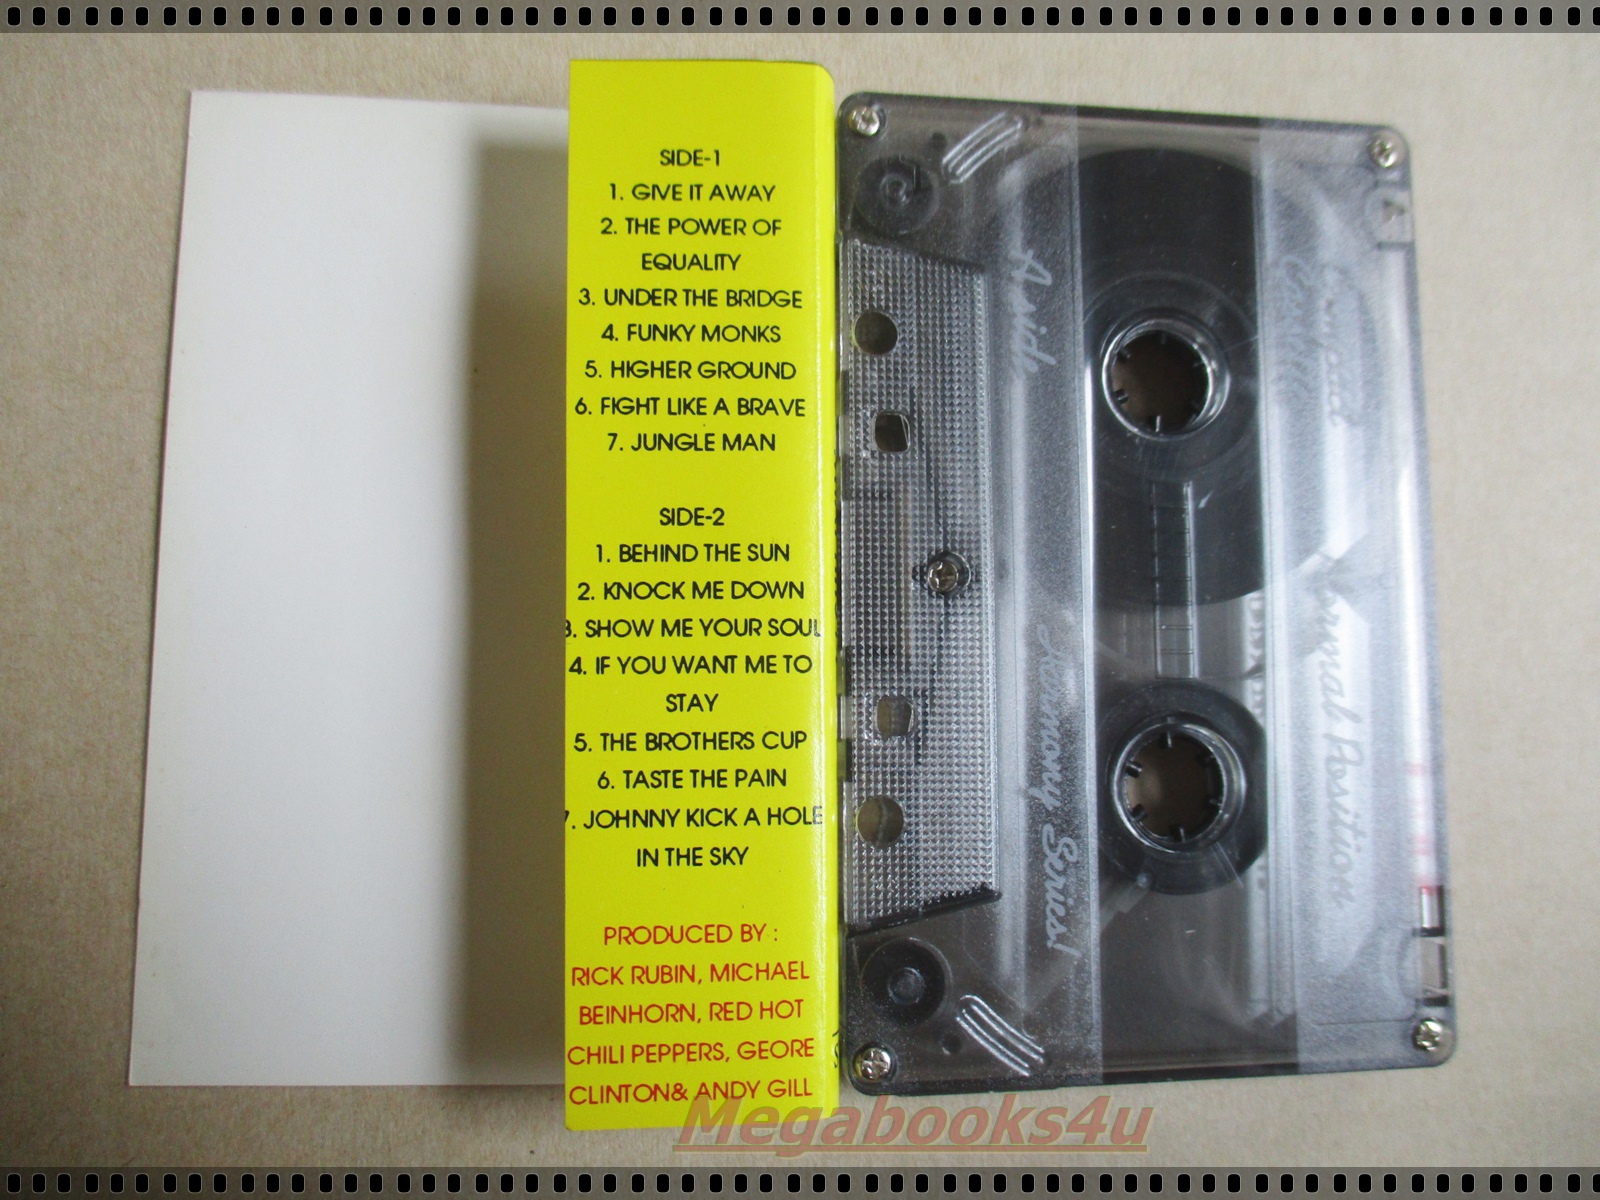 SIDE-1
1. GIVE IT AWAY
2. THE POWER OF
EQUALITY
3. UNDER THE BRIDGE
4. FUNKY MONKS
5. HIGHER GROUND
6. FIGHT LIKE A BRAVE
7. JUNGLE MAN
SIDE-2
1. BEHIND THE SUN
2. KNOCK ME DOWN
3. SHOW ME YOUR SOUL
4. IF YOU WANT ME TO
STAY
5. THE BROTHERS CUP
6. TASTE THE PAIN
7. JOHNNY KICK A HOLE
IN THE SKY
PRODUCED BY :
RICK RUBIN, MICHAEL
BEINHORN, RED HOT
CHILI PEPPERS, GEORE
CLINTON& ANDY GILL
Harmony Series!
Normal Position
Megabooks4u